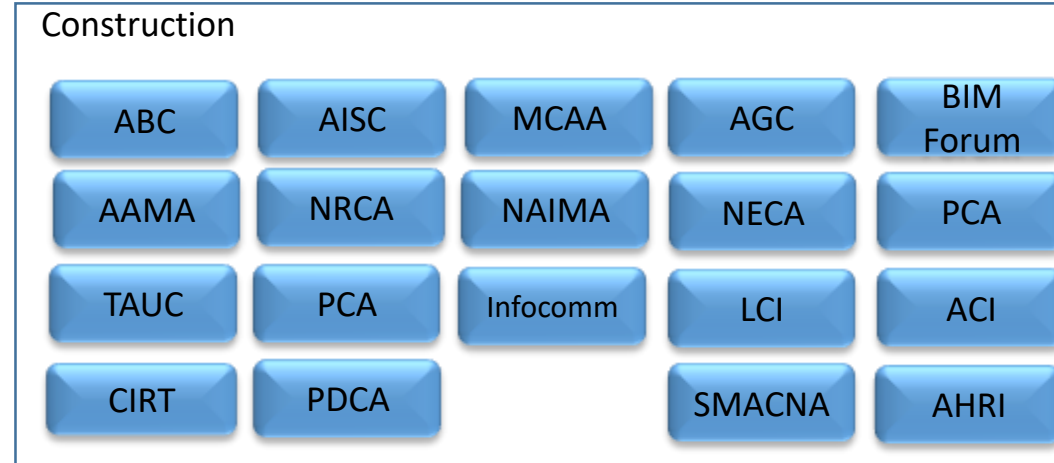 Construction
ABC
AISC
MCAA
AGC
BIM
Forum
AAMA
NRCA
NAIMA
NECA
PCA
TAUC
PCA
Infocomm
LCI
ACI
CIRT
PDCA
SMACNA
AHRI